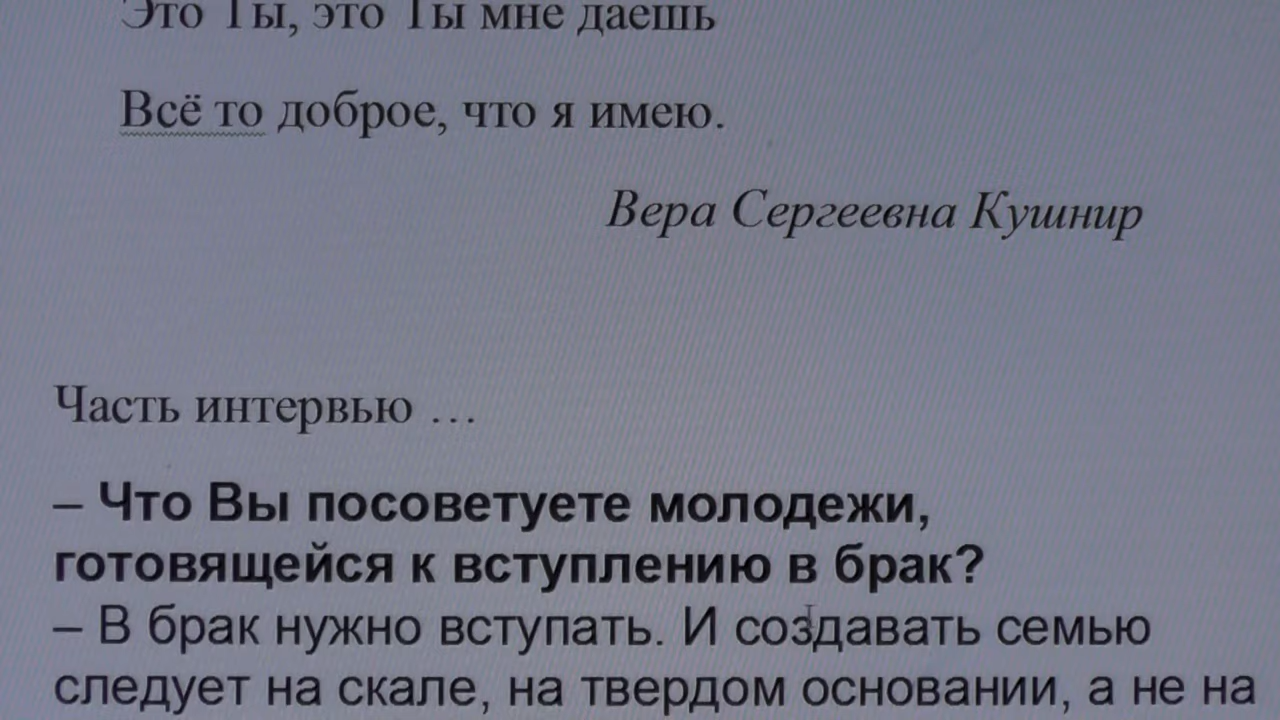 Это Ты, это Ты мне даешь
Всё то доброе, что я имею.
Вера Сергеевна Кушнир
Часть интервью …
– Что Вы посоветуете молодежи,
готовящейся к вступлению в брак?
– В брак нужно вступать. И создавать семью
следует на скале, на твердом основании, а не на